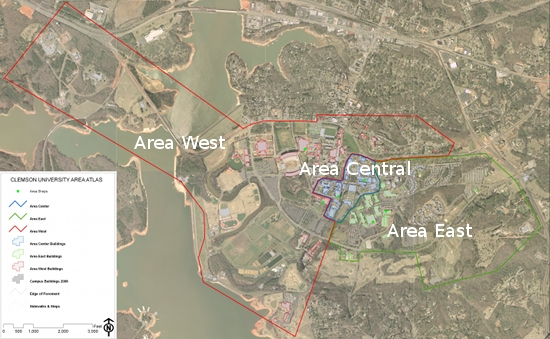 Area West
Area Central
Area East
CLEMSON UNIVERSITY AREA ATLAS
Area Shops
Area Center
Area East
Area West
Area Center Buildings
Area East Buildings
Area West Buildings
Campus Buildings 2009
Edge of Pavement
Sidewalks & Steps
Feet
0 500 1,000 2,000 3,000
N